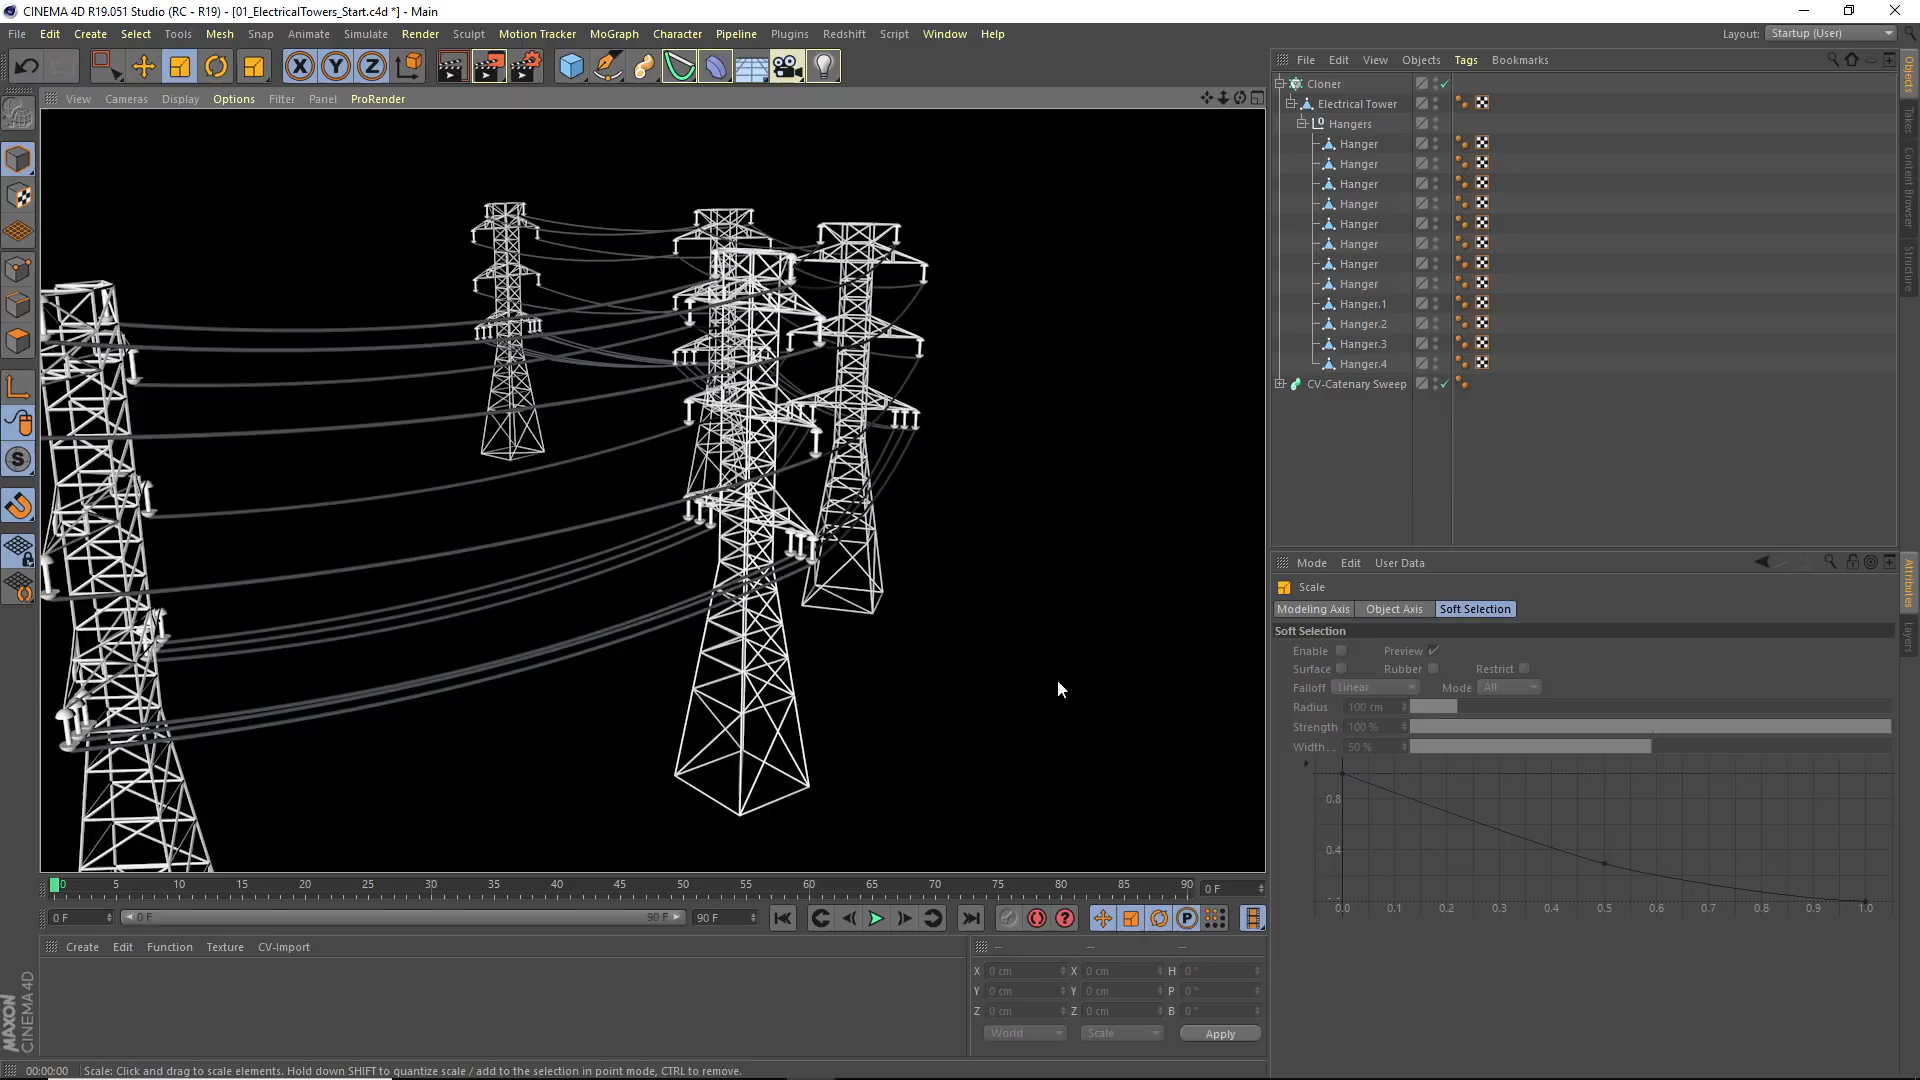 CINEMA 4D R19.051 Studio (RC - R19) - [01_ElectricalTowers_Start.c4d *] - Main
File Edit Create Select Tools Mesh Snap Animate Simulate Render Sculpt Motion Tracker MoGraph Character Pipeline Plugins Redshift Script Window Help
Layout: Startup (User)
X Y Z
File Edit View Objects Tags Bookmarks
View Cameras Display Options Filter Panel ProRender
Cloner
Electrical Tower
Hangers
Hanger
Hanger
Hanger
Hanger
Hanger
Hanger
Hanger
Hanger
Hanger.1
Hanger.2
Hanger.3
Hanger.4
CV-Catenary Sweep
Objects
Takes
Content Browser
Structure
Mode Edit User Data
Scale
Modeling Axis Object Axis Soft Selection
Soft Selection
Enable Preview
Surface Rubber Restrict
Falloff Linear Mode All
Radius 100 cm
Strength 100 %
Width.. 50 %
0.8
0.4
0.0 0.1 0.2 0.3 0.4 0.5 0.6 0.7 0.8 0.9 1.0
Attributes
Layers
0 5 10 15 20 25 30 35 40 45 50 55 60 65 70 75 80 85 90 0 F
0 F 0 F 90 F 90 F
Create Edit Function Texture CV-Import
-- -- --
X 0 cm X 0 cm H 0 °
Y 0 cm Y 0 cm P 0 °
Z 0 cm Z 0 cm B 0 °
World Scale Apply
MAXON
CINEMA 4D
00:00:00 Scale: Click and drag to scale elements. Hold down SHIFT to quantize scale / add to the selection in point mode, CTRL to remove.